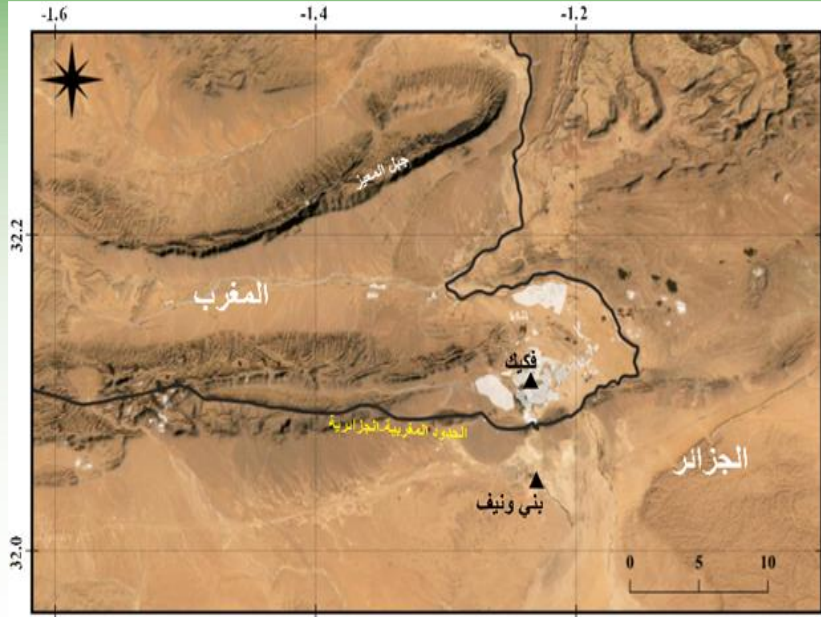 -1.6
-1.4
-1.2
جبل المعيز
32.2
المغرب
فكيك
الحدود المغربية-الجزائرية
الجزائر
بني ونيف
32.0
0 5 10